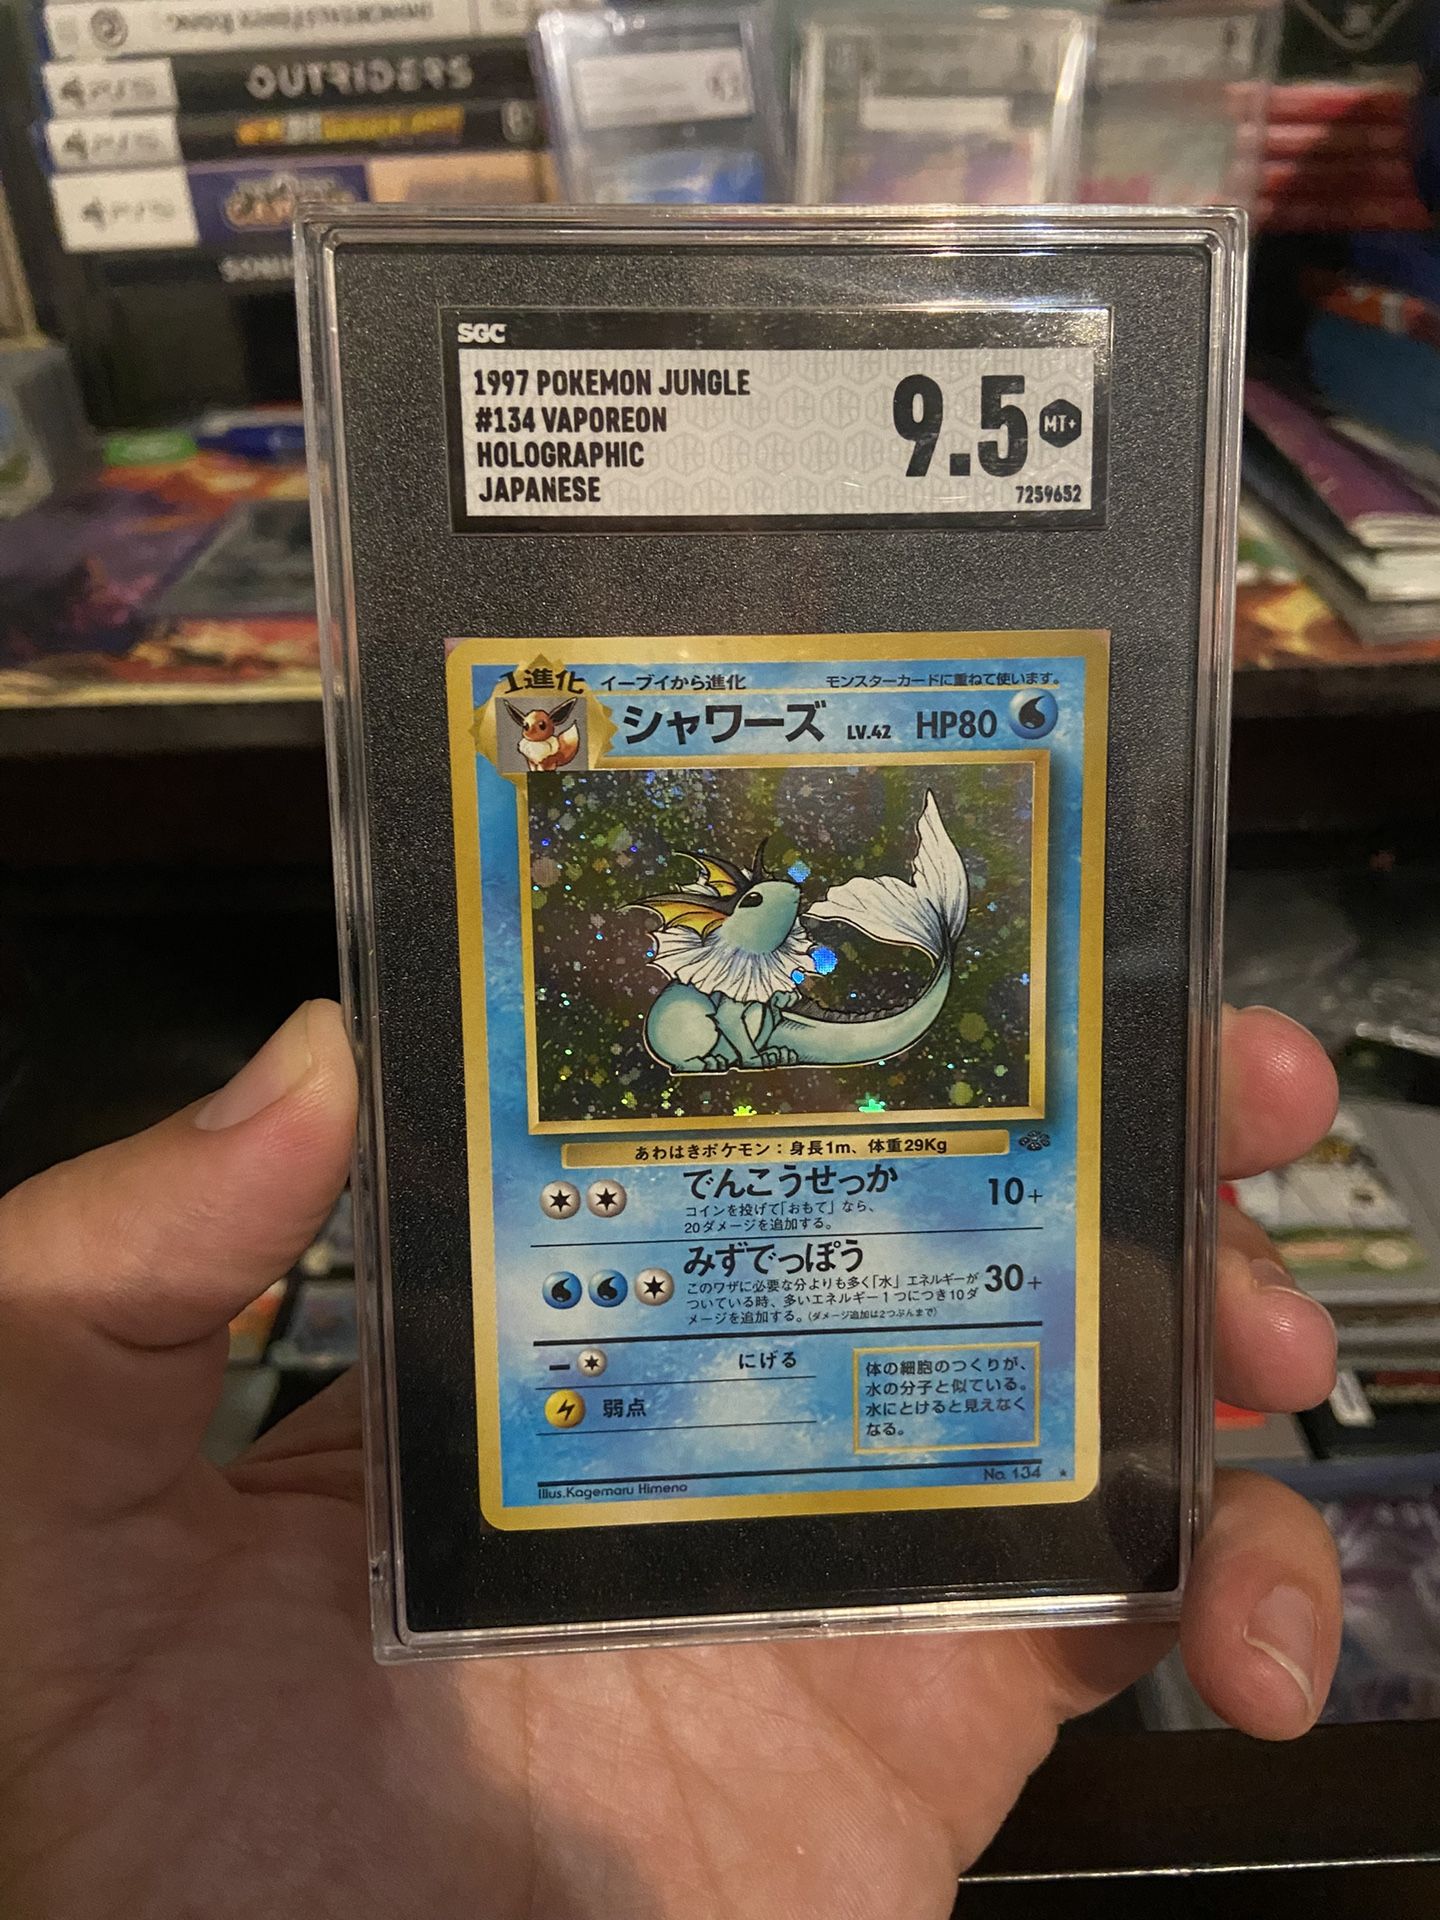 PS5
OUTRIDERS
PS5
PS5
SONI
SGC
1997 POKEMON JUNGLE
#134 VAPOREON
HOLOGRAPHIC
JAPANESE
9.5
MT+
7259652
1進化
イーブイから進化
モンスターカードに重ねて使います。
シャワーズ LV.42 HP80
あわはきポケモン：身長1m、体重29Kg
でんこうせっか 10+
コインを投げて「おもて」なら、
20ダメージを追加する。
みずでっぽう 30+
このワザに必要な分よりも多く「水」エネルギーが
ついている時、多いエネルギー1つにつき10ダ
メージを追加する。(ダメージ追加は2つぶんまで)
にげる
弱点
体の細胞のつくりが、
水の分子と似ている。
水にとけると見えなく
なる。
Illus.Kagemaru Himeno
No. 134 ★